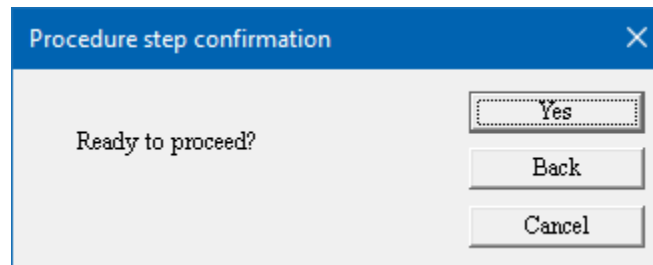 Procedure step confirmation
Ready to proceed?
Yes
Back
Cancel